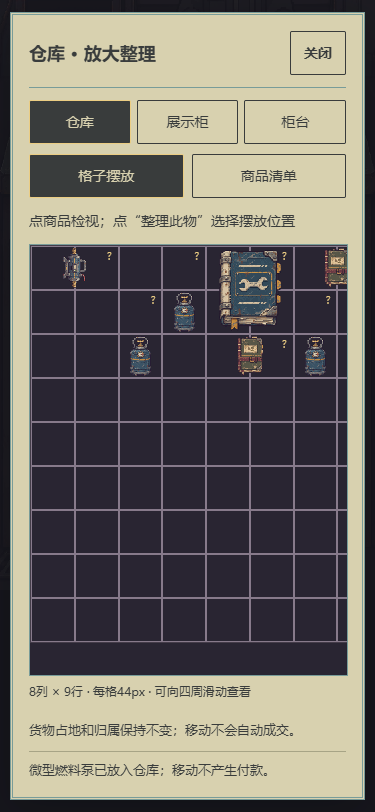 仓库·放大整理
关闭
仓库
展示柜
柜台
格子摆放
商品清单
点商品检视；点“整理此物”选择摆放位置
? ? ?
? ?
? ?
8列 × 9行 · 每格44px · 可向四周滑动查看
货物占地和归属保持不变；移动不会自动成交。
微型燃料泵已放入仓库；移动不产生付款。